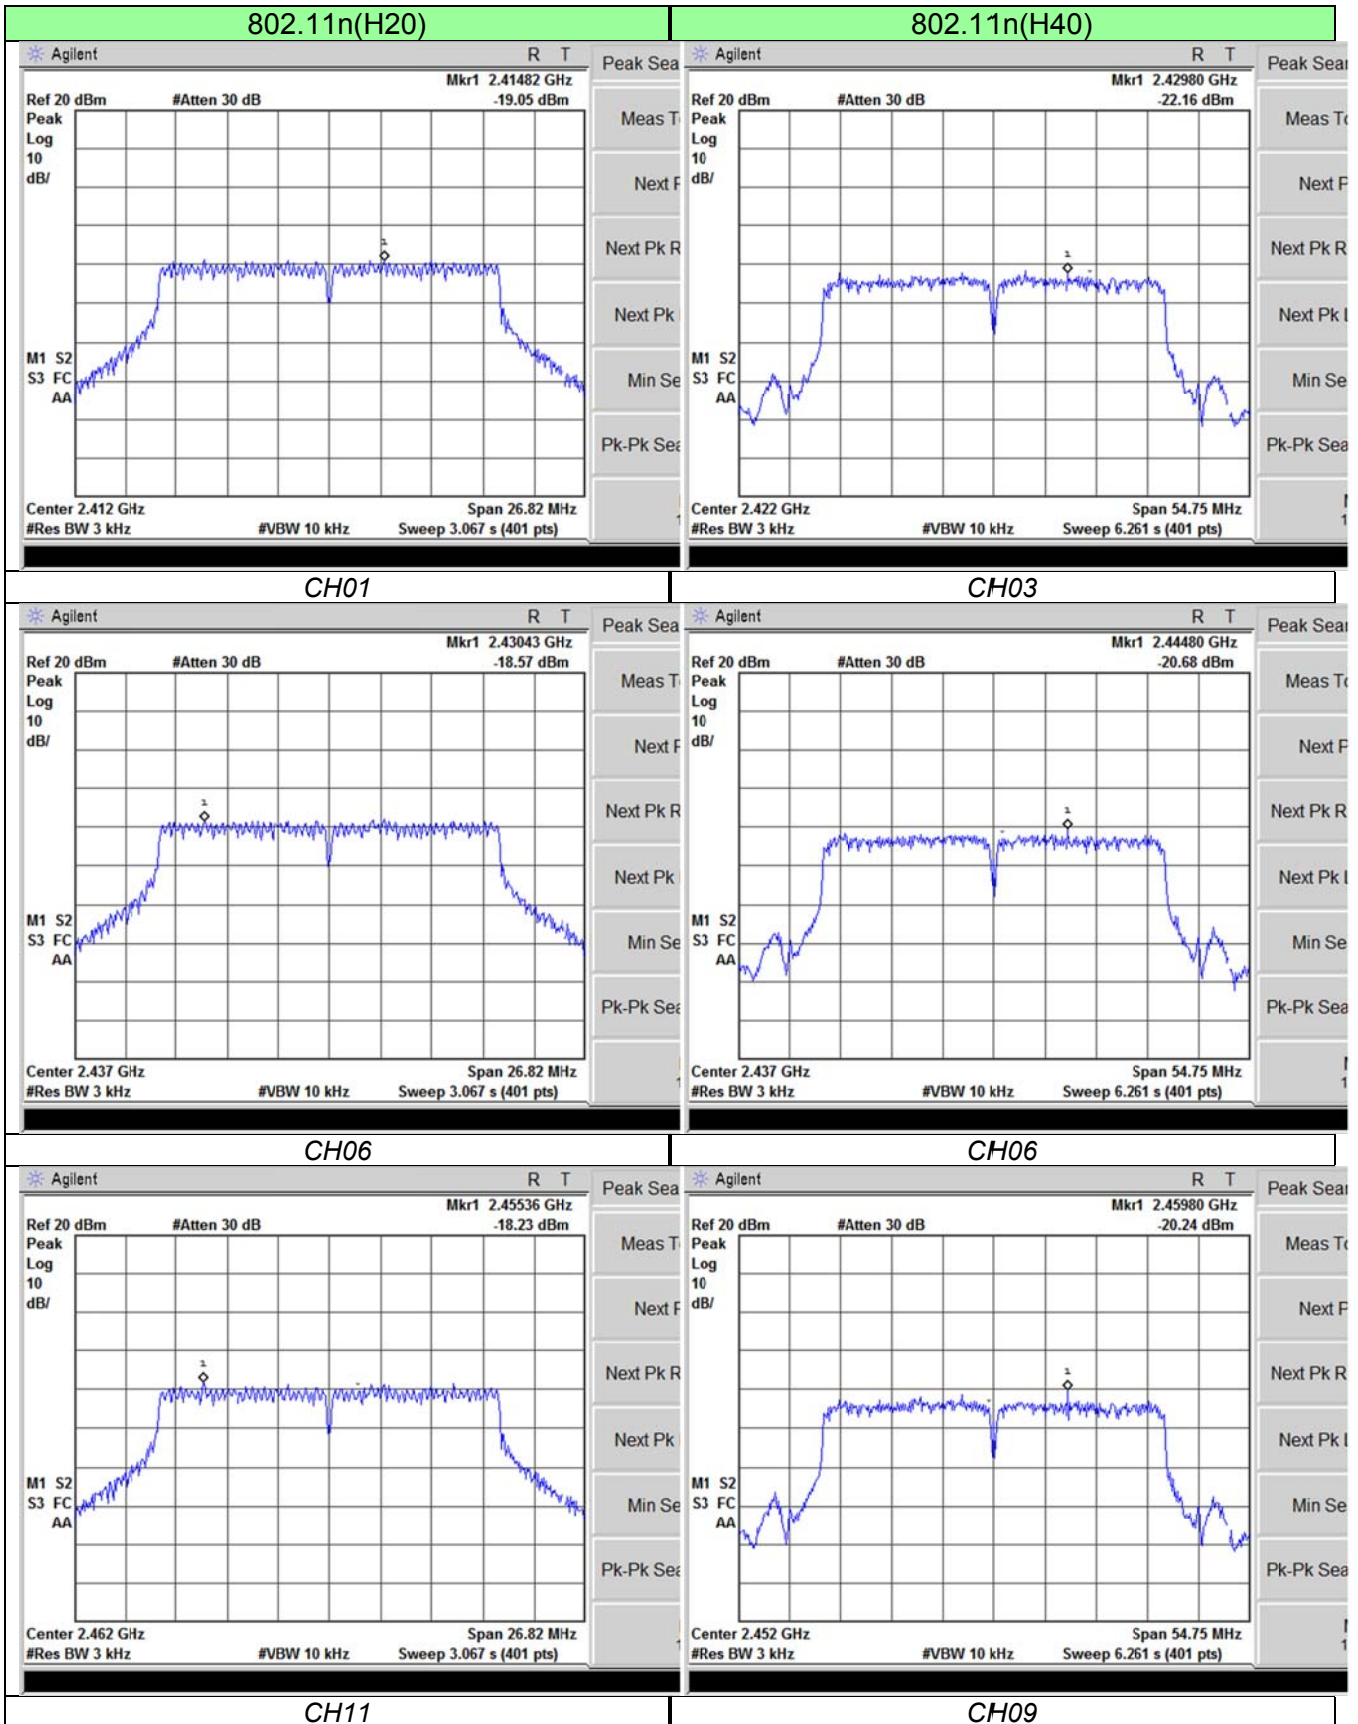 802.11n(H20)
802.11n(H40)
Agilent R T
Peak Sea
Mkr1 2.41482 GHz
Ref 20 dBm #Atten 30 dB -19.05 dBm
Peak
Log
10
dB/
Meas T
Next P
Next Pk R
Next Pk
M1 S2
S3 FC
AA
Min Se
Pk-Pk Sea
Center 2.412 GHz Span 26.82 MHz
#Res BW 3 kHz #VBW 10 kHz Sweep 3.067 s (401 pts)
1
Agilent R T
Peak Sear
Mkr1 2.42980 GHz
Ref 20 dBm #Atten 30 dB -22.16 dBm
Peak
Log
10
dB/
Meas To
Next P
Next Pk R
Next Pk L
M1 S2
S3 FC
AA
Min Se
Pk-Pk Sea
Center 2.422 GHz Span 54.75 MHz
#Res BW 3 kHz #VBW 10 kHz Sweep 6.261 s (401 pts)
1
CH01
CH03
Agilent R T
Peak Sea
Mkr1 2.43043 GHz
Ref 20 dBm #Atten 30 dB -18.57 dBm
Peak
Log
10
dB/
Meas T
Next P
Next Pk R
Next Pk
M1 S2
S3 FC
AA
Min Se
Pk-Pk Sea
Center 2.437 GHz Span 26.82 MHz
#Res BW 3 kHz #VBW 10 kHz Sweep 3.067 s (401 pts)
1
Agilent R T
Peak Sear
Mkr1 2.44480 GHz
Ref 20 dBm #Atten 30 dB -20.68 dBm
Peak
Log
10
dB/
Meas To
Next P
Next Pk R
Next Pk L
M1 S2
S3 FC
AA
Min Se
Pk-Pk Sea
Center 2.437 GHz Span 54.75 MHz
#Res BW 3 kHz #VBW 10 kHz Sweep 6.261 s (401 pts)
1
CH06
CH06
Agilent R T
Peak Sea
Mkr1 2.45536 GHz
Ref 20 dBm #Atten 30 dB -18.23 dBm
Peak
Log
10
dB/
Meas T
Next P
Next Pk R
Next Pk
M1 S2
S3 FC
AA
Min Se
Pk-Pk Sea
Center 2.462 GHz Span 26.82 MHz
#Res BW 3 kHz #VBW 10 kHz Sweep 3.067 s (401 pts)
1
Agilent R T
Peak Sear
Mkr1 2.45980 GHz
Ref 20 dBm #Atten 30 dB -20.24 dBm
Peak
Log
10
dB/
Meas To
Next P
Next Pk R
Next Pk L
M1 S2
S3 FC
AA
Min Se
Pk-Pk Sea
Center 2.452 GHz Span 54.75 MHz
#Res BW 3 kHz #VBW 10 kHz Sweep 6.261 s (401 pts)
1
CH11
CH09